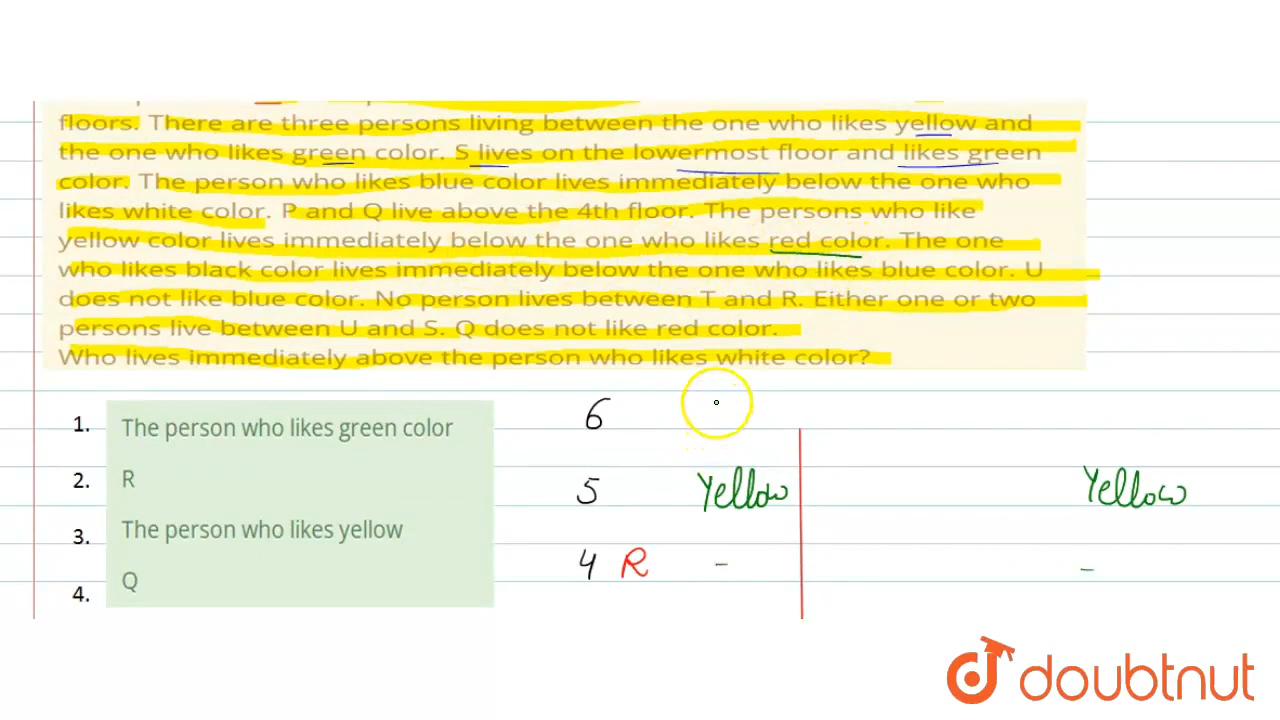 floors. There are three persons living between the one who likes yellow and
the one who likes green color. S lives on the lowermost floor and likes green
color. The person who likes blue color lives immediately below the one who
likes white color. P and Q live above the 4th floor. The persons who like
yellow color lives immediately below the one who likes red color. The one
who likes black color lives immediately below the one who likes blue color. U
does not like blue color. No person lives between T and R. Either one or two
persons live between U and S. Q does not like red color.
Who lives immediately above the person who likes white color?
1. The person who likes green color
2. R
3. The person who likes yellow
4. Q
6
5 Yellow Yellow
4 R - -
doubtnut